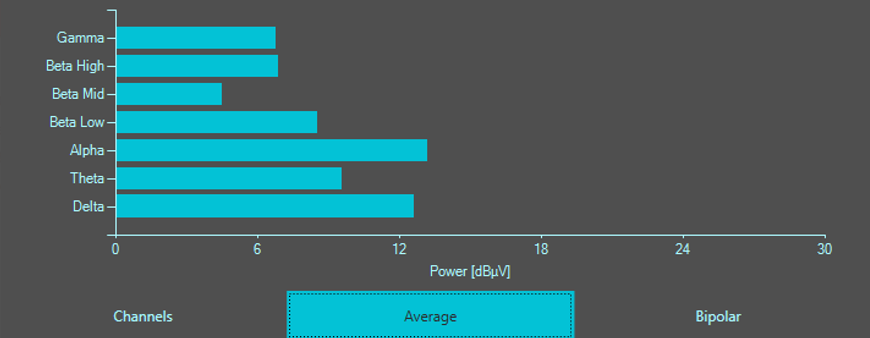 Gamma
Beta High
Beta Mid
Beta Low
Alpha
Theta
Delta
0 6 12 18 24 30
Power [dBµV]
Channels Average Bipolar